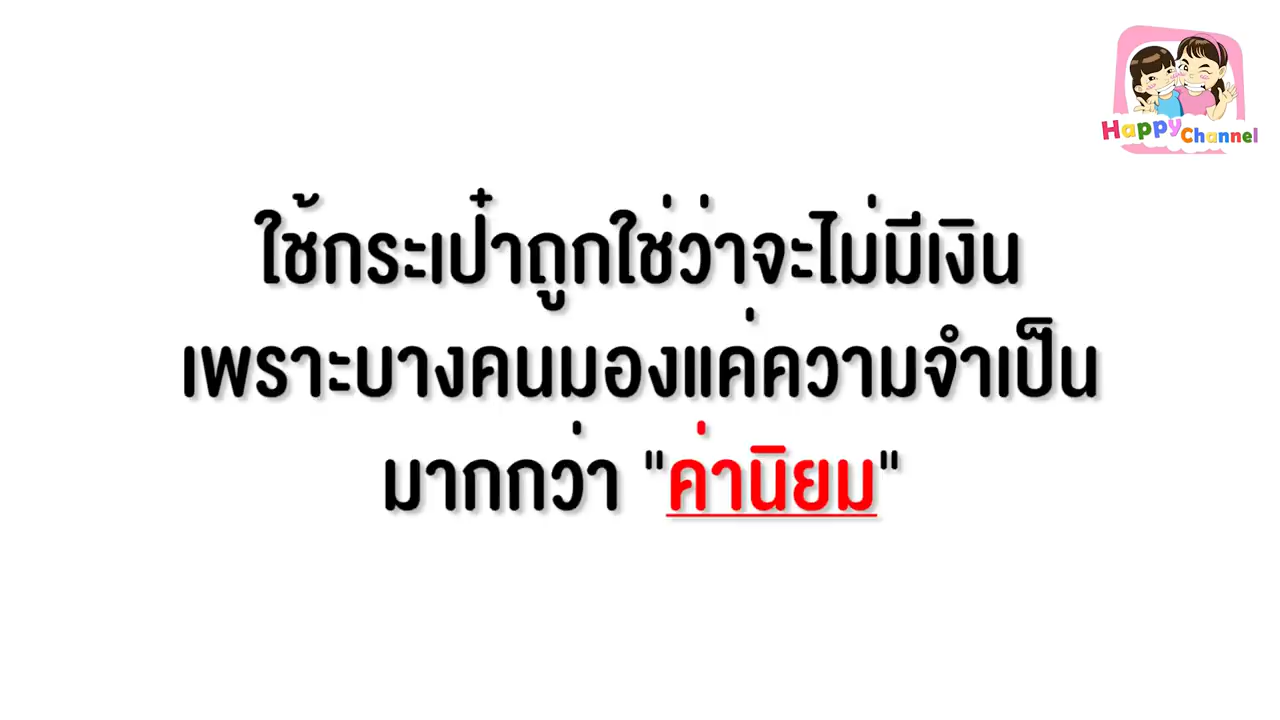 Happy Channel
ใช้กระเป๋าถูกใช่ว่าจะไม่มีเงิน
เพราะบางคนมองแค่ความจำเป็น
มากกว่า "ค่านิยม"